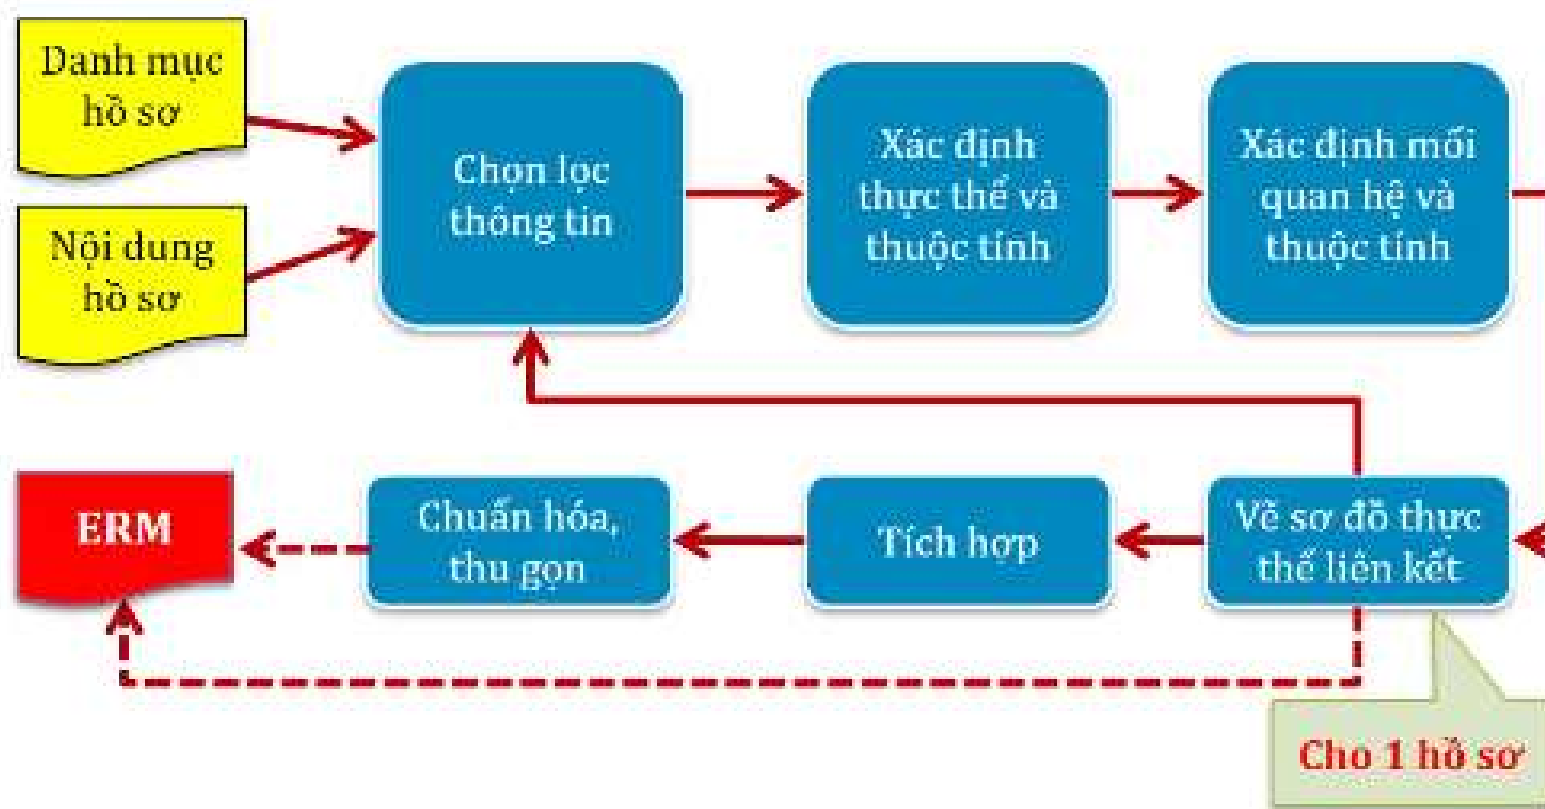 Danh mục
hồ sơ
Nội dung
hồ sơ
Chọn lọc
thông tin
Xác định
thực thể và
thuộc tính
Xác định mối
quan hệ và
thuộc tính
Vẽ sơ đồ thực
thể liên kết
Tích hợp
Chuẩn hóa,
thu gọn
ERM
Cho 1 hồ sơ